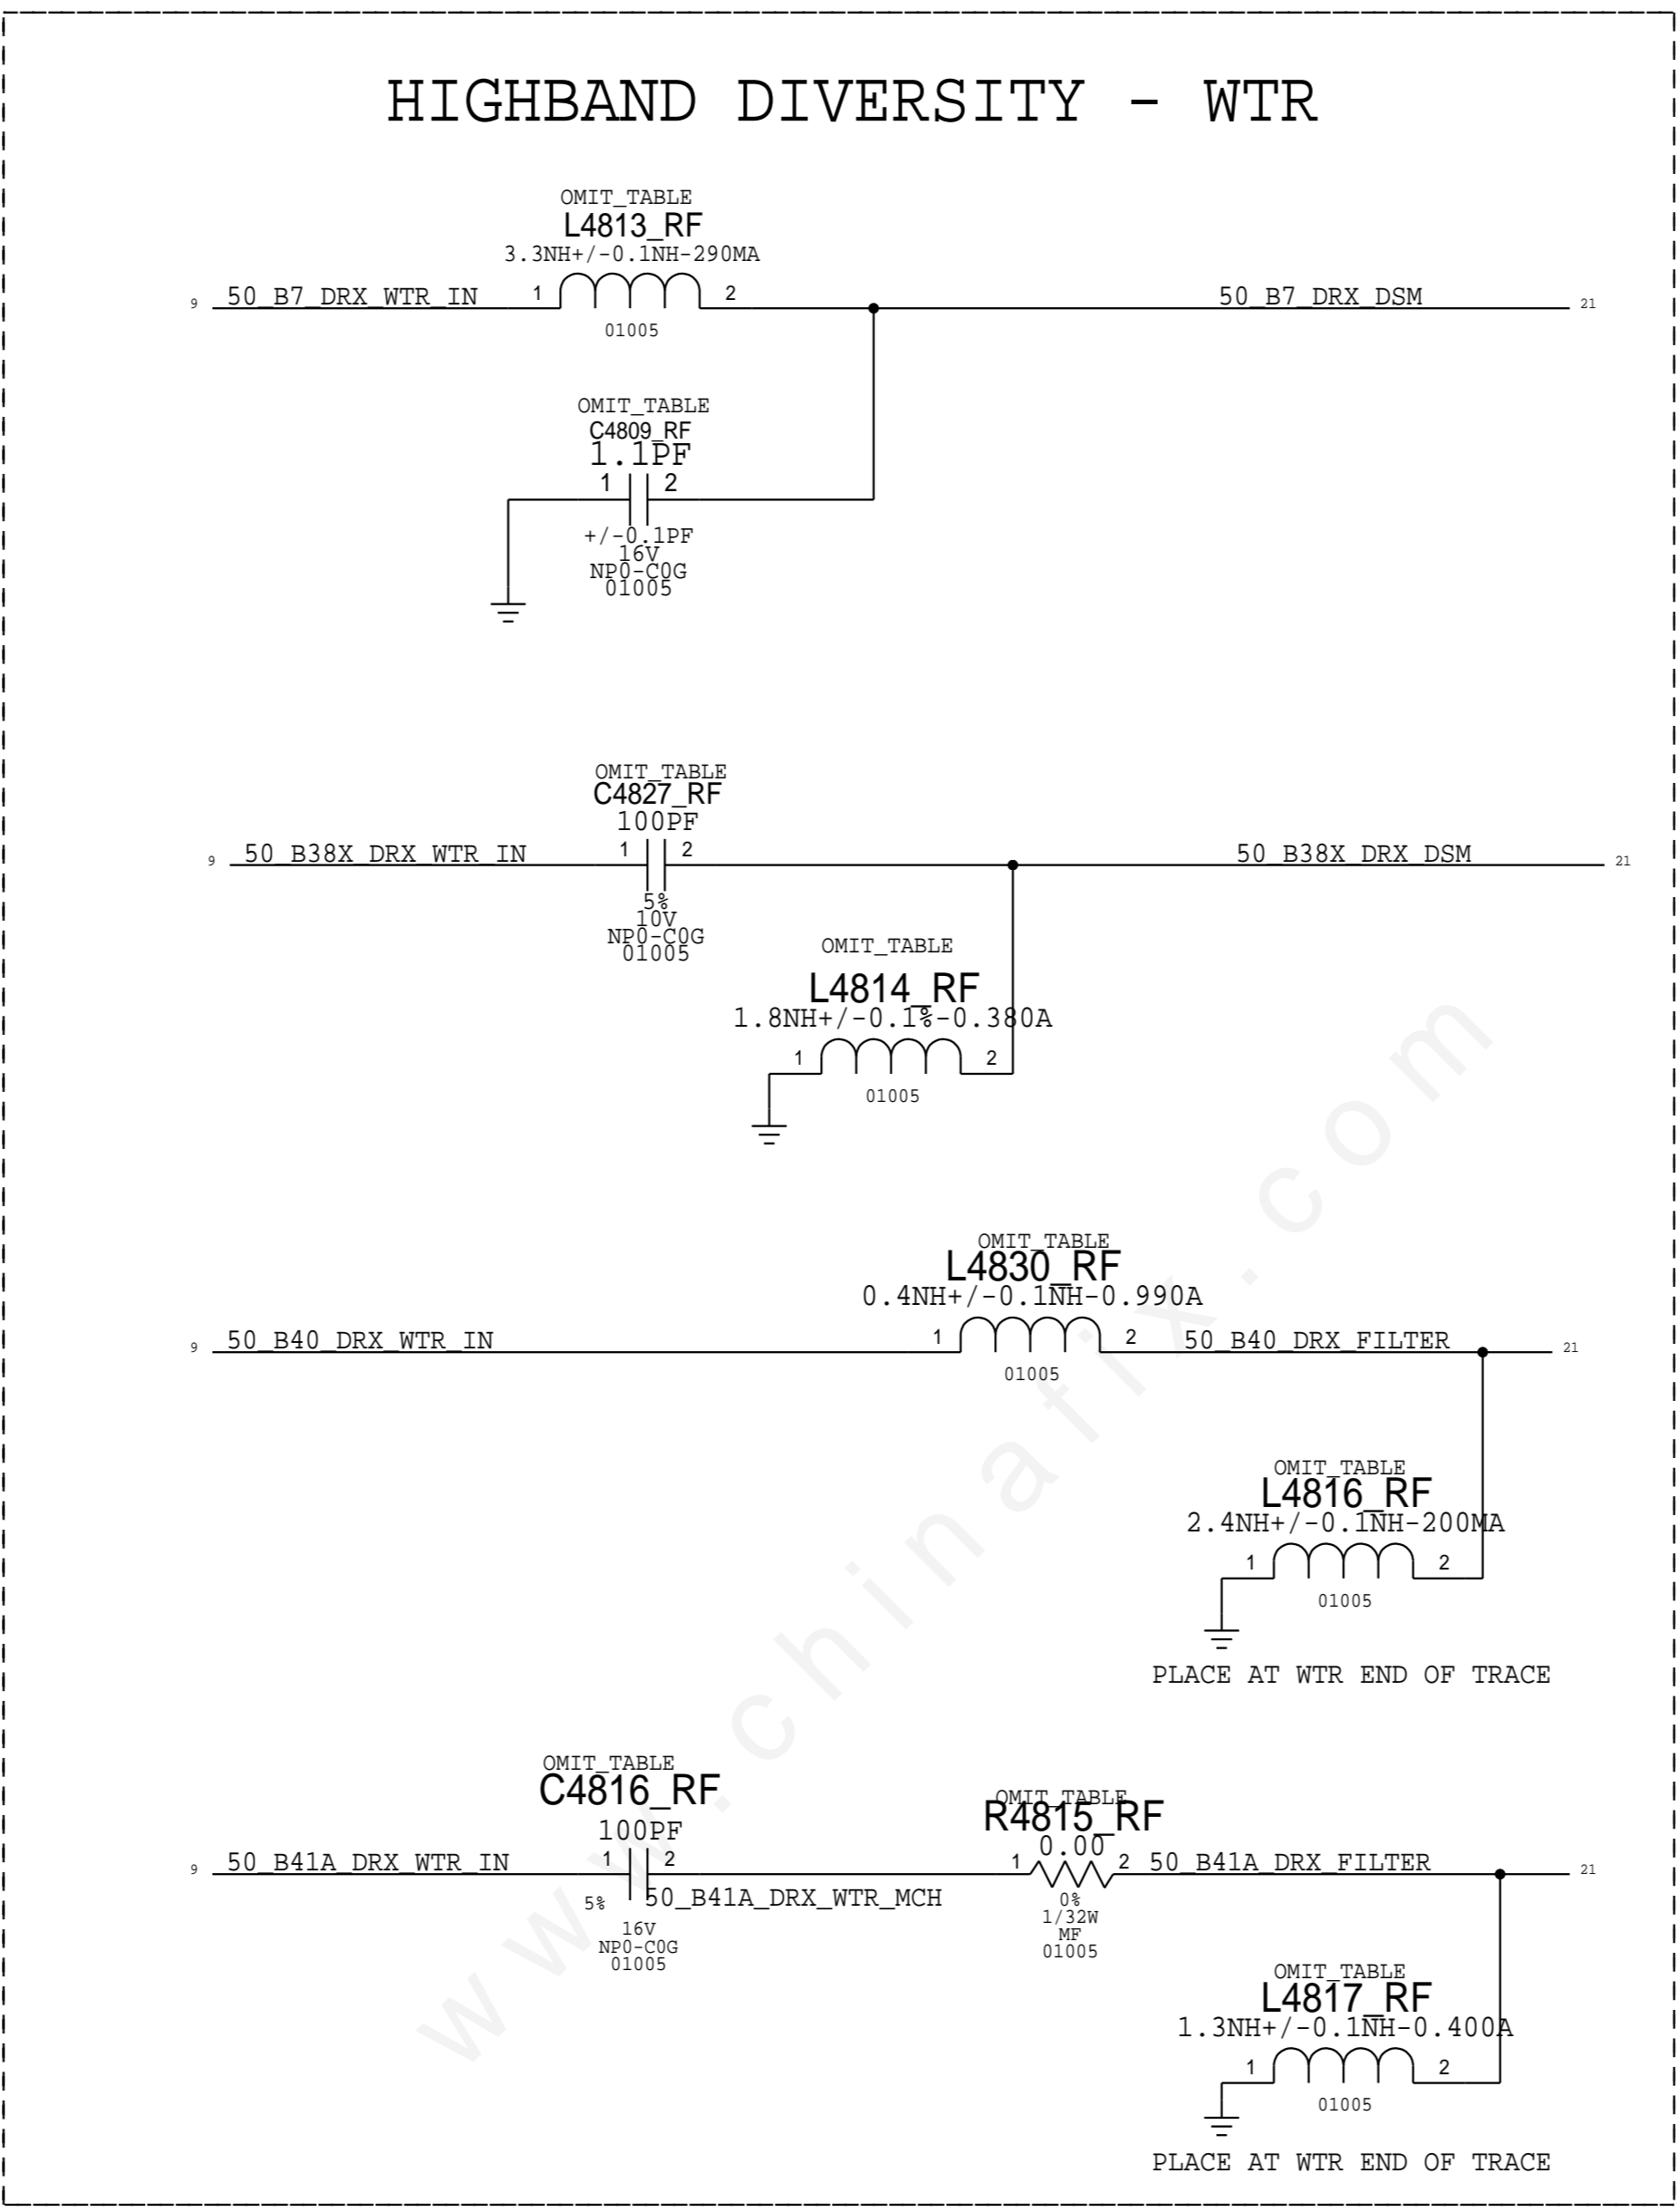 HIGHBAND DIVERSITY - WTR
OMIT_TABLE
L4813_RF
3.3NH+/-0.1NH-290MA
9 50_B7_DRX_WTR_IN 1 2 50_B7_DRX_DSM 21
01005
OMIT_TABLE
C4809_RF
1.1PF
1 2
+/-0.1PF
16V
NP0-C0G
01005
OMIT_TABLE
C4827_RF
100PF
9 50_B38X_DRX_WTR_IN 1 2 50_B38X_DRX_DSM 21
5%
10V
NP0-C0G
01005
OMIT_TABLE
L4814_RF
1.8NH+/-0.1%-0.380A
1 2
01005
OMIT_TABLE
L4830_RF
0.4NH+/-0.1NH-0.990A
9 50_B40_DRX_WTR_IN 1 2 50_B40_DRX_FILTER 21
01005
OMIT_TABLE
L4816_RF
2.4NH+/-0.1NH-200MA
1 2
01005
PLACE AT WTR END OF TRACE
OMIT_TABLE
C4816_RF
100PF
OMIT_TABLE
R4815_RF
0.00
9 50_B41A_DRX_WTR_IN 1 2 1 2 50_B41A_DRX_FILTER 21
5% 50_B41A_DRX_WTR_MCH
16V
NP0-C0G
01005
0%
1/32W
MF
01005
OMIT_TABLE
L4817_RF
1.3NH+/-0.1NH-0.400A
1 2
01005
PLACE AT WTR END OF TRACE
www.chinafix.com